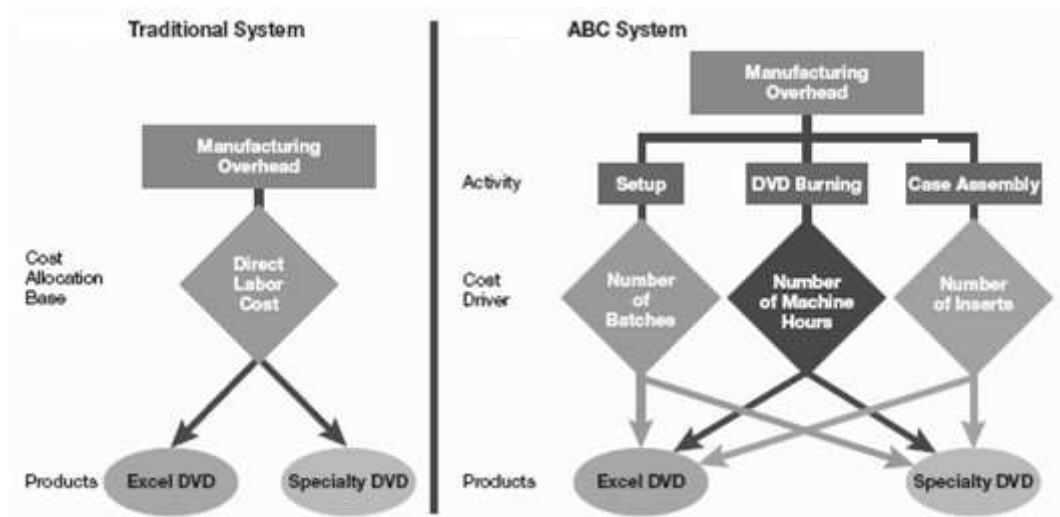 Traditional System
Manufacturing
Overhead
Cost
Allocation
Base
Direct
Labor
Cost
Products
Excel DVD
Specialty DVD
ABC System
Manufacturing
Overhead
Activity
Setup
DVD Burning
Case Assembly
Cost
Driver
Number
of
Batches
Number
of Machine
Hours
Number
of Inserts
Products
Excel DVD
Specialty DVD